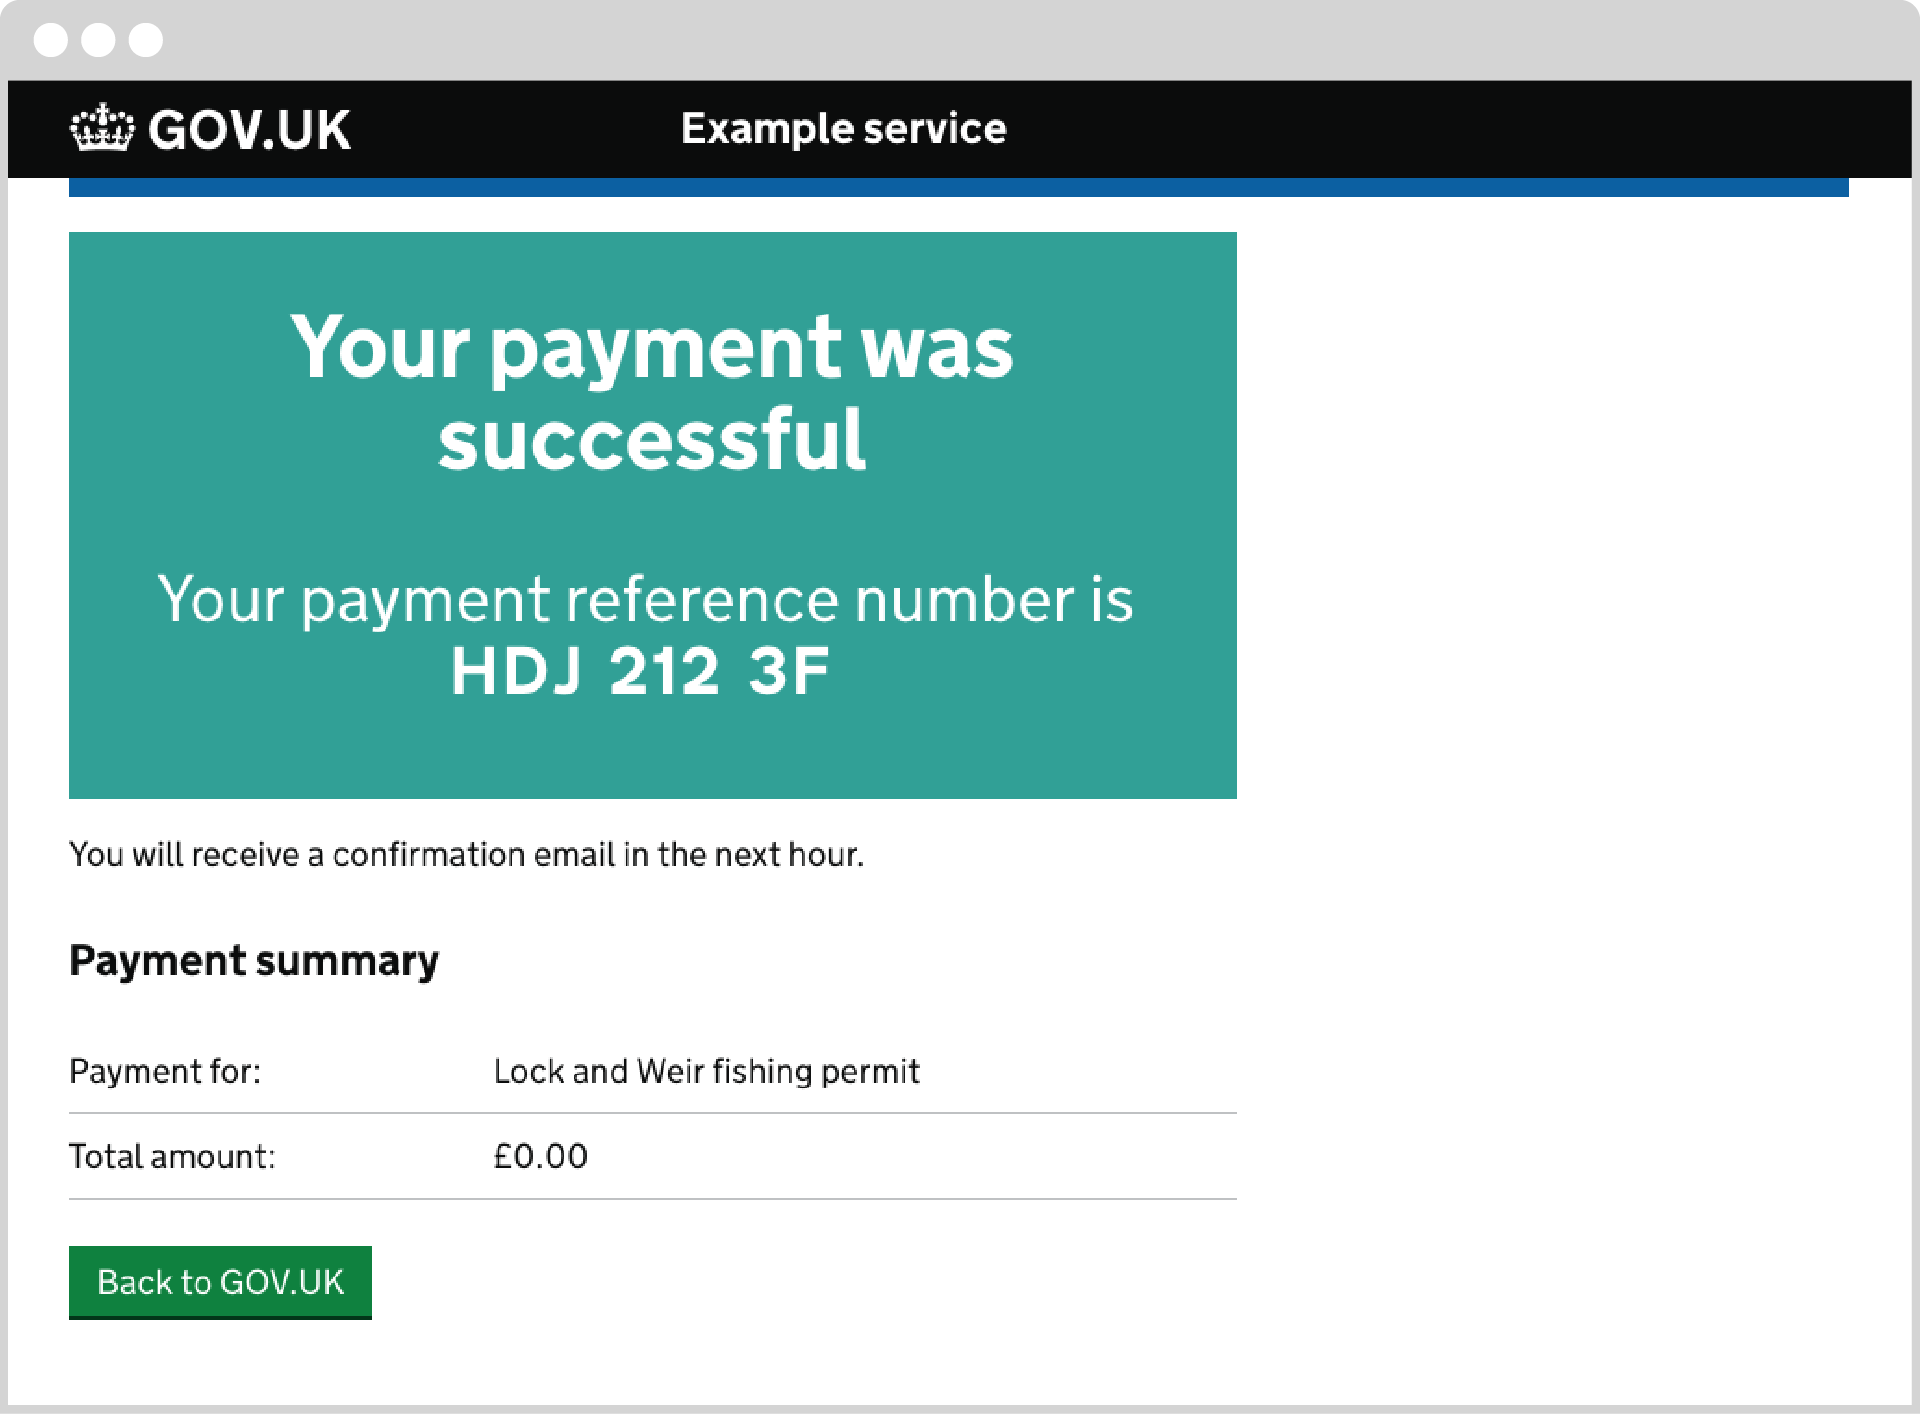 GOV.UK Example service
Your payment was
successful
Your payment reference number is
HDJ 212 3F
You will receive a confirmation email in the next hour.
Payment summary
Payment for: Lock and Weir fishing permit
Total amount: £0.00
Back to GOV.UK